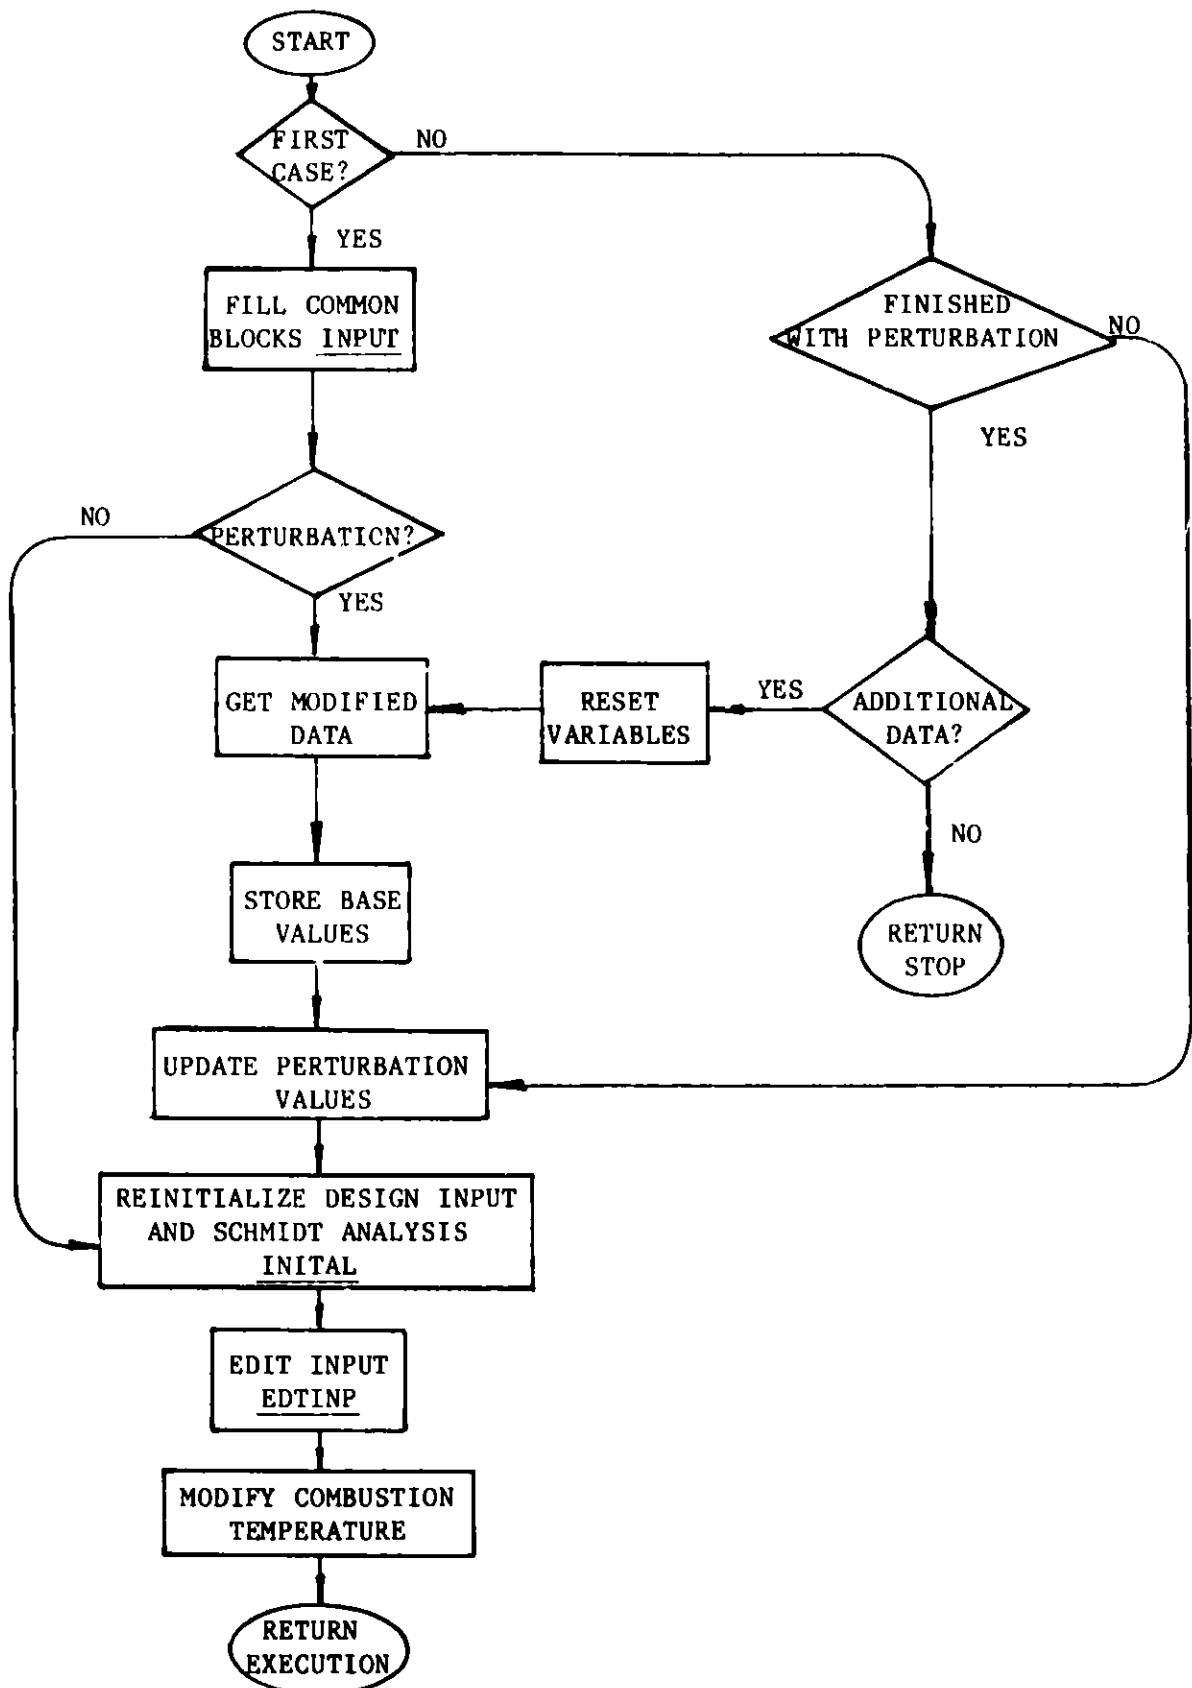 START
FIRST
CASE?
NO
YES
FILL COMMON
BLOCKS INPUT
FINISHED
WITH PERTURBATION
NO
YES
NO
PERTURBATION?
YES
GET MODIFIED
DATA
RESET
VARIABLES
YES
ADDITIONAL
DATA?
NO
STORE BASE
VALUES
RETURN
STOP
UPDATE PERTURBATION
VALUES
REINITIALIZE DESIGN INPUT
AND SCHMIDT ANALYSIS
INITAL
EDIT INPUT
EDTINP
MODIFY COMBUSTION
TEMPERATURE
RETURN
EXECUTION